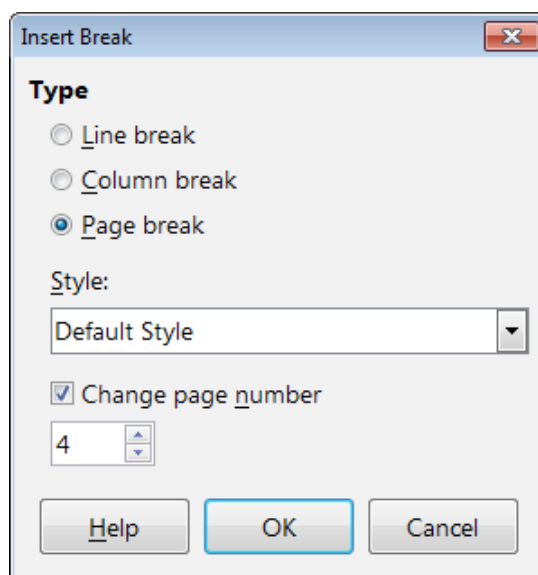 Insert Break
Type
Line break
Column break
Page break
Style:
Default Style
Change page number
4
Help OK Cancel